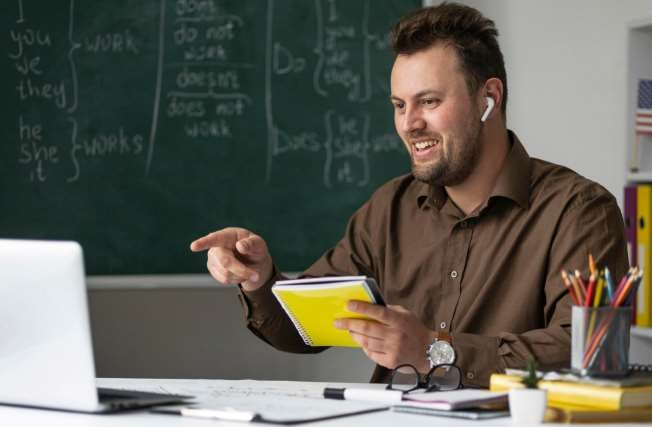 I
you
we
they
work
he
she
it
works
don't
do not
work
doesn't
does not
work
Do
I
you
we
they
Does
he
she
it